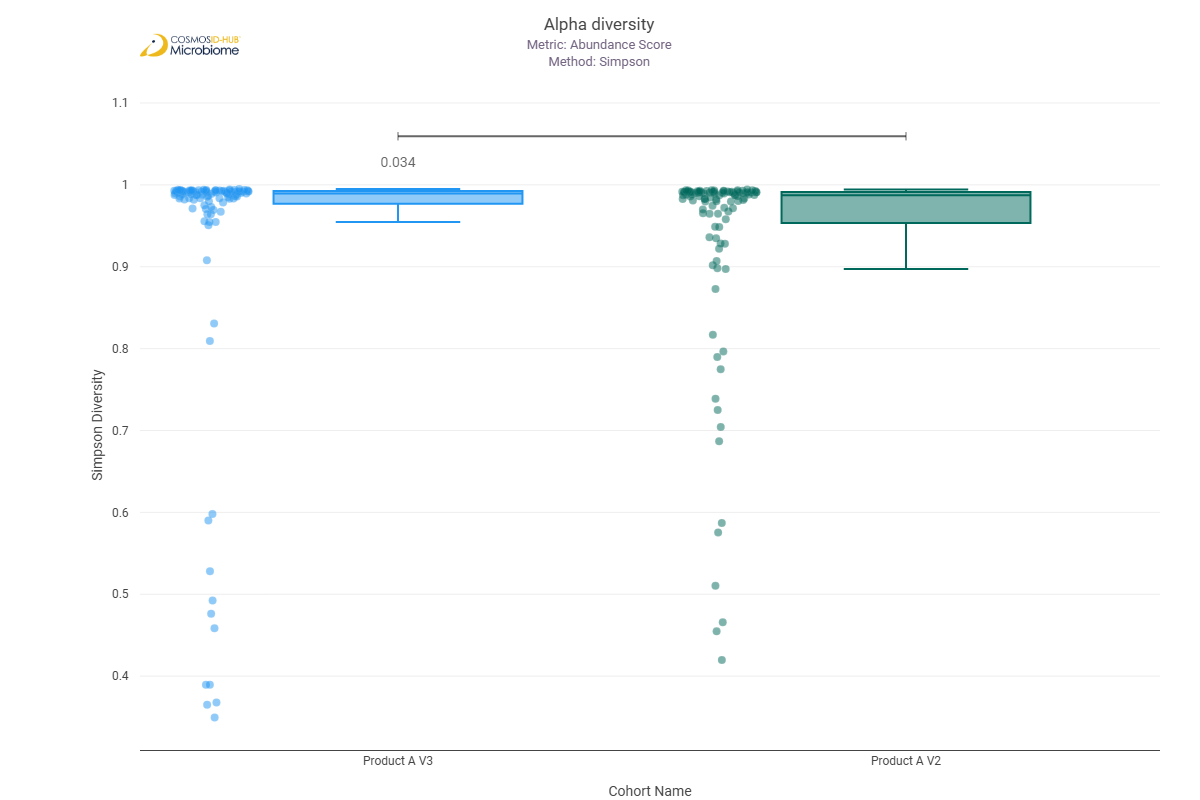 Alpha diversity
Metric: Abundance Score
Method: Simpson
COSMOSID-HUB
Microbiome
1.1
0.034
1
0.9
0.8
0.7
0.6
0.5
0.4
Simpson Diversity
Product A V3
Product A V2
Cohort Name